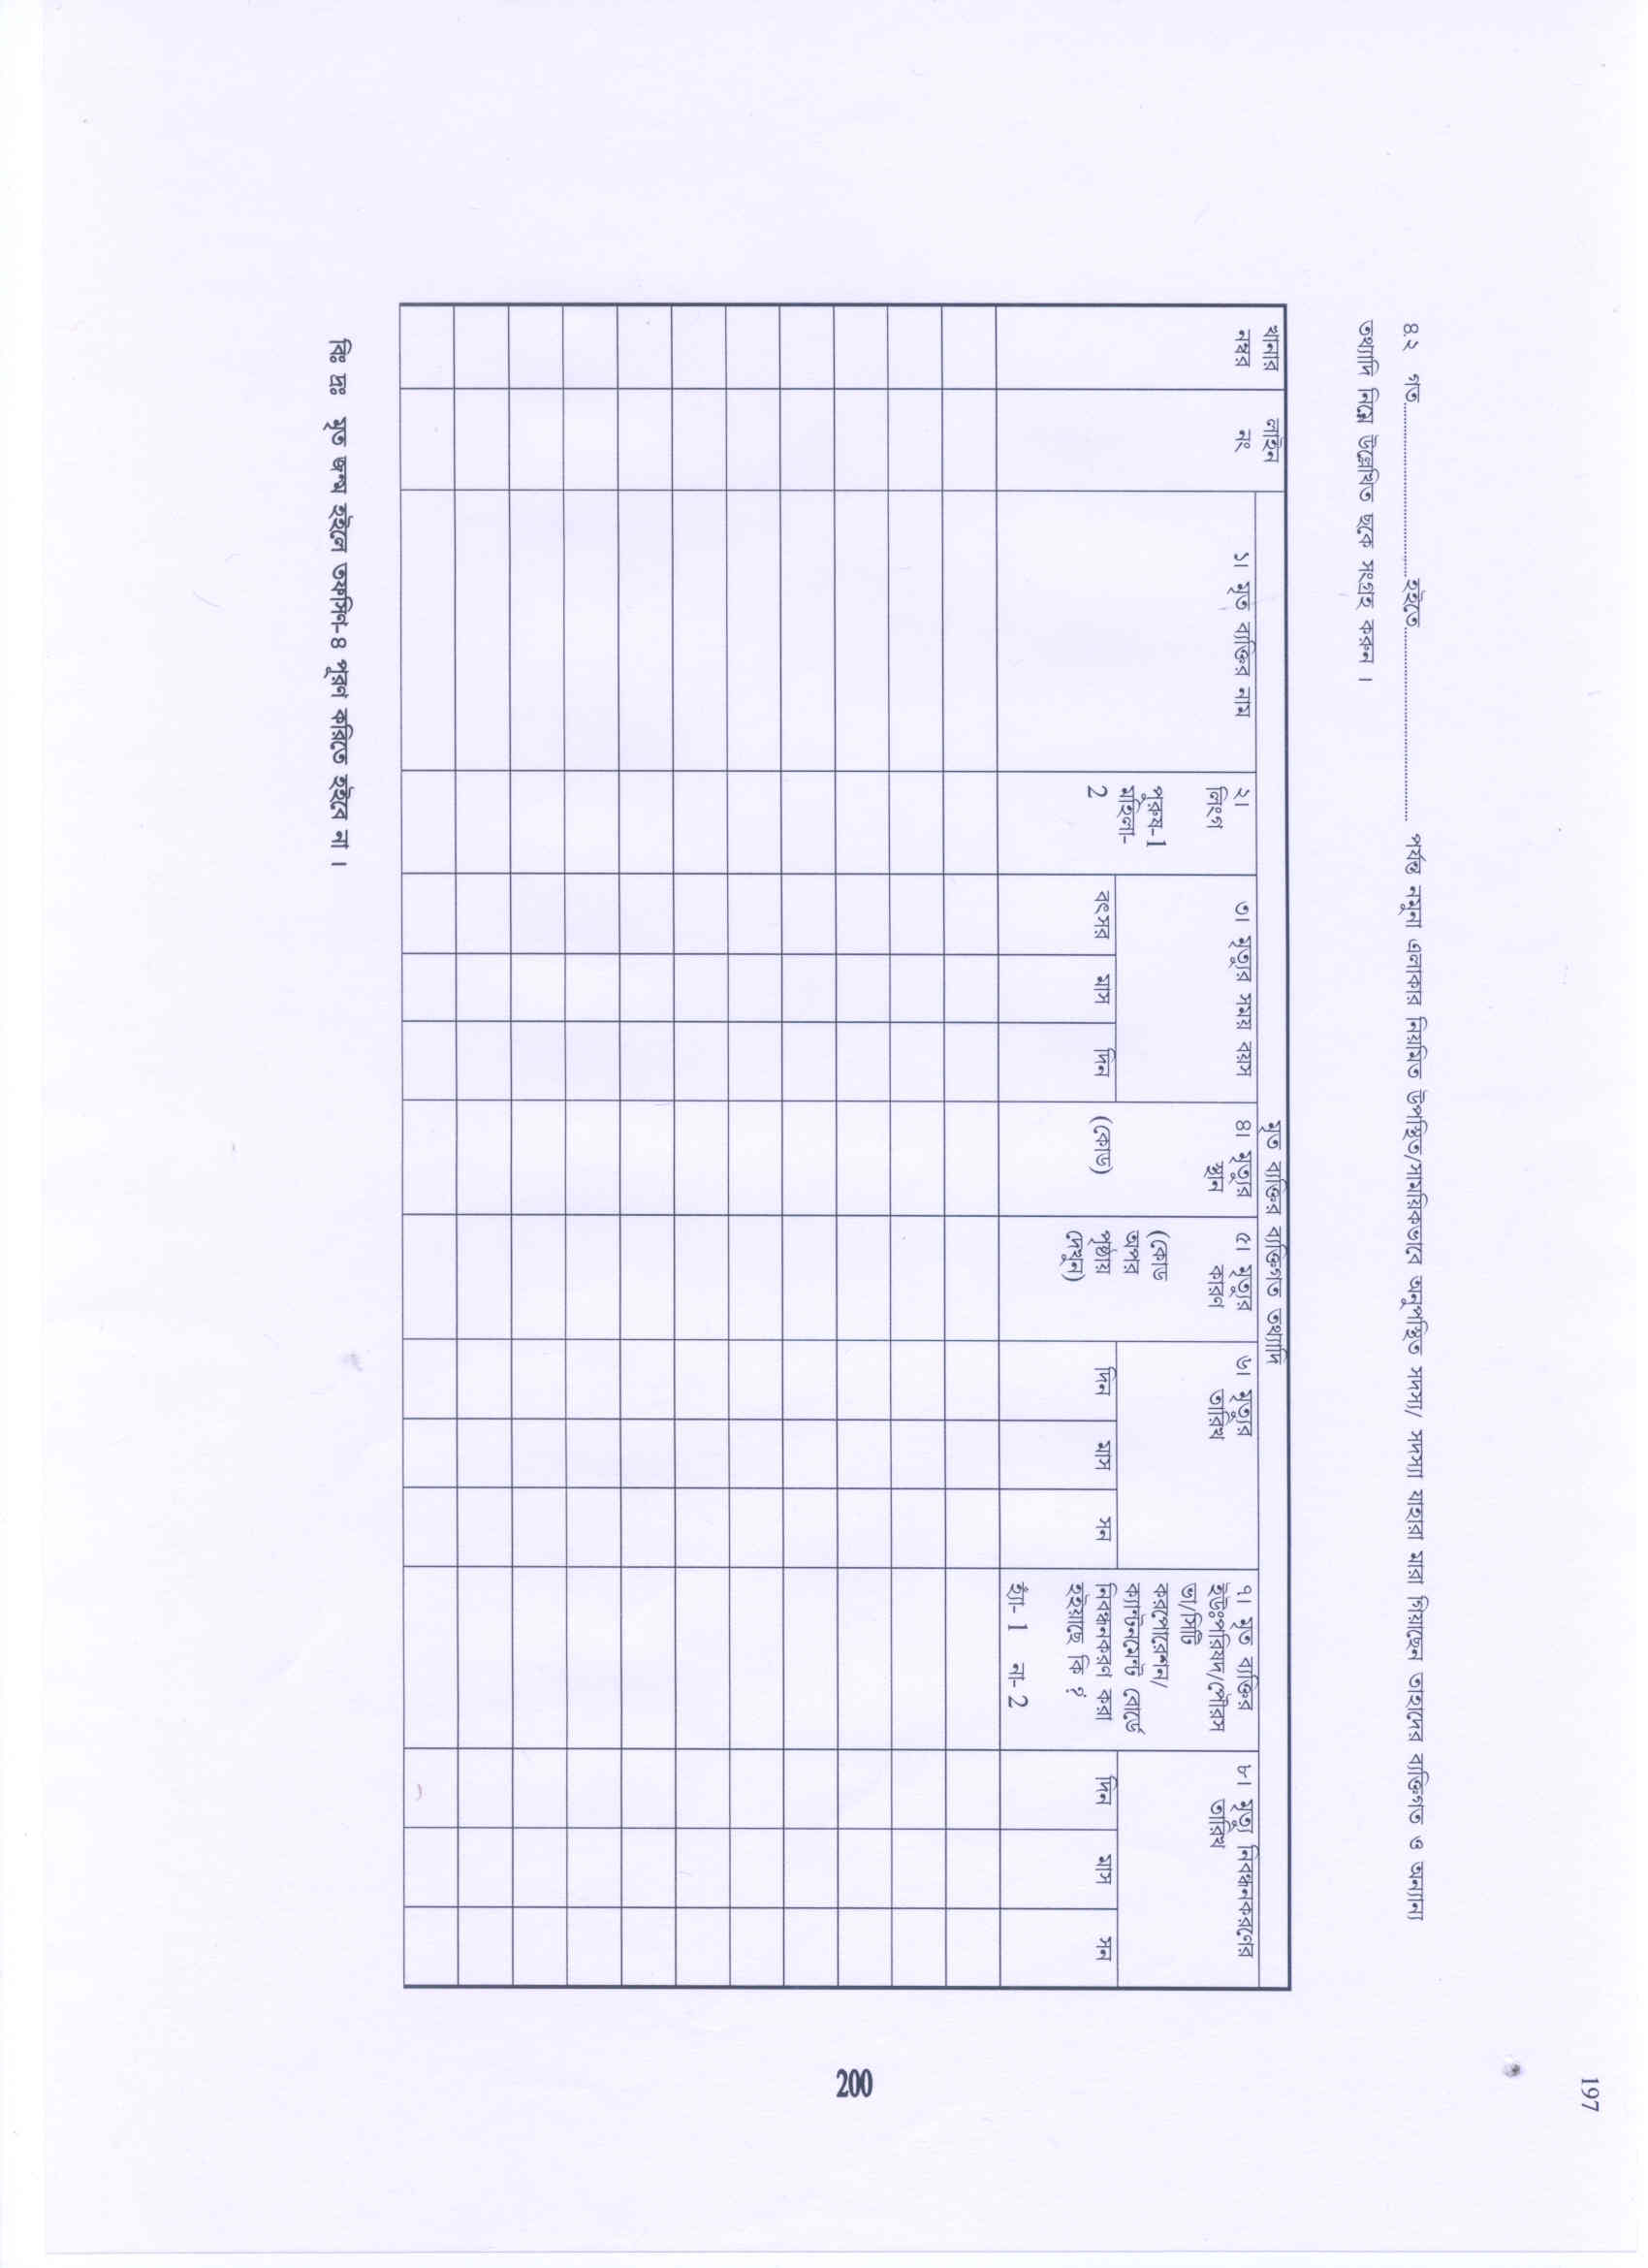 197
৪.২ গত.............................................হইতে.................................................. পর্যন্ত নমুনা এলাকার নিয়মিত উপস্থিত/সাময়িকভাবে অনুপস্থিত সদস্য/ সদস্যা যাহারা মারা গিয়াছেন তাহাদের ব্যক্তিগত ও অন্যান্য
তথ্যাদি নিম্নে উল্লেখিত ছকে সংগ্রহ করুন ।
খানার
নম্বর
লাইন
নং
মৃত ব্যক্তির ব্যক্তিগত তথ্যাদি
১। মৃত ব্যক্তির নাম
২।
লিংগ
পুরুষ-1
মহিলা-
2
৩। মৃত্যুর সময় বয়স
বৎসর
মাস
দিন
৪। মৃত্যুর
স্থান
(কোড)
৫। মৃত্যুর
কারণ
(কোড
অপর
পৃষ্ঠায়
দেখুন)
৬। মৃত্যুর
তারিখ
দিন
মাস
সন
৭। মৃত ব্যক্তির
ইউঃপরিষদ/পৌরস
ভা/সিটি
করপোরেশন/
ক্যান্টনমেন্ট বোর্ডে
নিবন্ধনকরণ করা
হইয়াছে কি ?
হ্যাঁ- 1 না- 2
৮। মৃত্যু নিবন্ধনকরণের
তারিখ
দিন
মাস
সন
বিঃ দ্রঃ মৃত জন্ম হইলে তফসিল-৪ পূরণ করিতে হইবে না ।
200